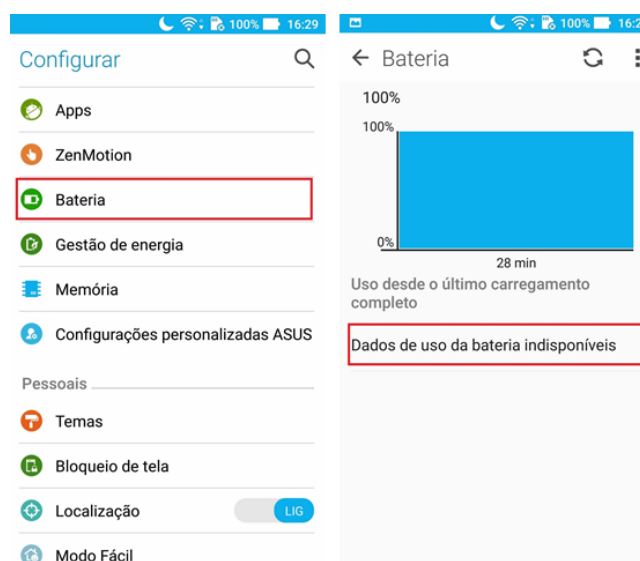 100% 16:29
Configurar
Apps
ZenMotion
Bateria
Gestão de energia
Memória
Configurações personalizadas ASUS
Pessoais
Temas
Bloqueio de tela
Localização LIG
Modo Fácil
100% 16:2
Bateria
100%
100%
0%
28 min
Uso desde o último carregamento
completo
Dados de uso da bateria indisponíveis